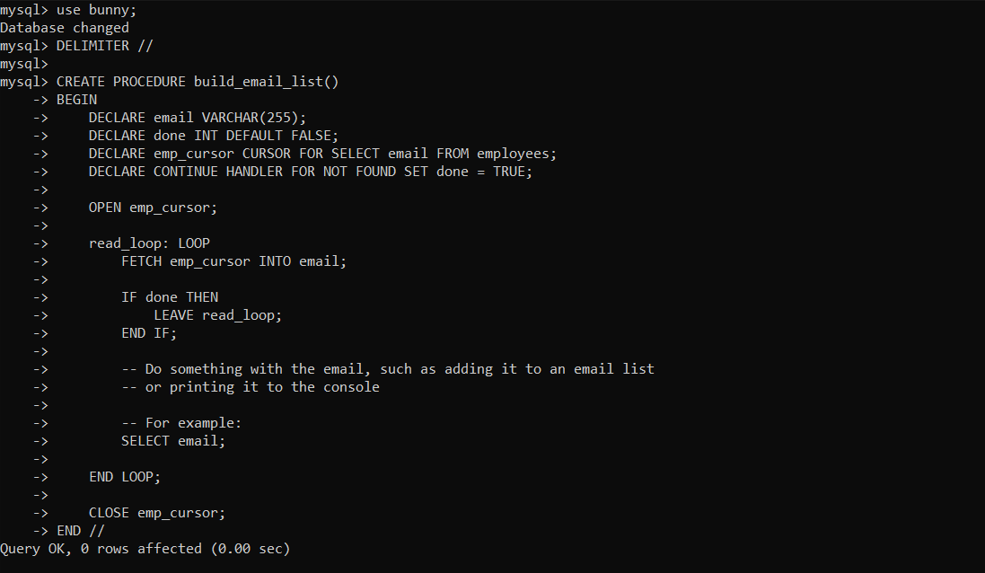 mysql> use bunny;
Database changed
mysql> DELIMITER //
mysql>
mysql> CREATE PROCEDURE build_email_list()
    -> BEGIN
    ->     DECLARE email VARCHAR(255);
    ->     DECLARE done INT DEFAULT FALSE;
    ->     DECLARE emp_cursor CURSOR FOR SELECT email FROM employees;
    ->     DECLARE CONTINUE HANDLER FOR NOT FOUND SET done = TRUE;
    ->
    ->     OPEN emp_cursor;
    ->
    ->     read_loop: LOOP
    ->         FETCH emp_cursor INTO email;
    ->
    ->         IF done THEN
    ->             LEAVE read_loop;
    ->         END IF;
    ->
    ->         -- Do something with the email, such as adding it to an email list
    ->         -- or printing it to the console
    ->
    ->         -- For example:
    ->         SELECT email;
    ->
    ->     END LOOP;
    ->
    ->     CLOSE emp_cursor;
    -> END //
Query OK, 0 rows affected (0.00 sec)